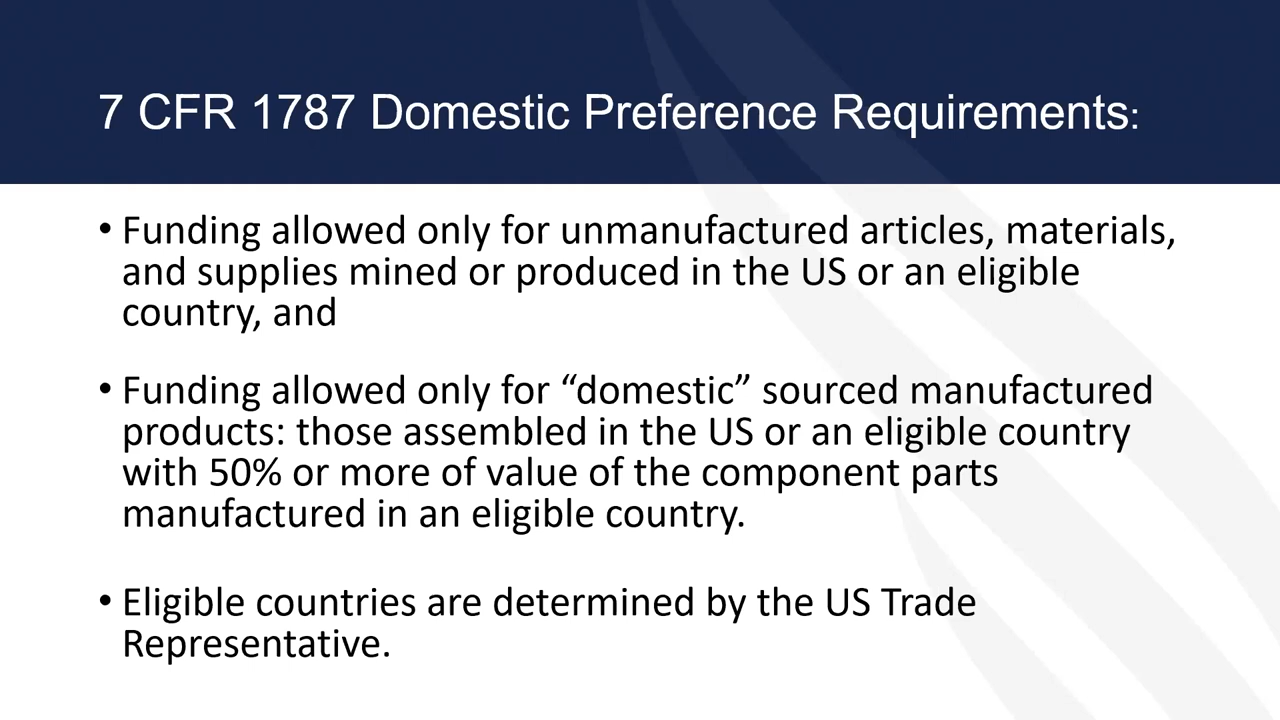 7 CFR 1787 Domestic Preference Requirements:
• Funding allowed only for unmanufactured articles, materials,
and supplies mined or produced in the US or an eligible
country, and
• Funding allowed only for “domestic” sourced manufactured
products: those assembled in the US or an eligible country
with 50% or more of value of the component parts
manufactured in an eligible country.
• Eligible countries are determined by the US Trade
Representative.